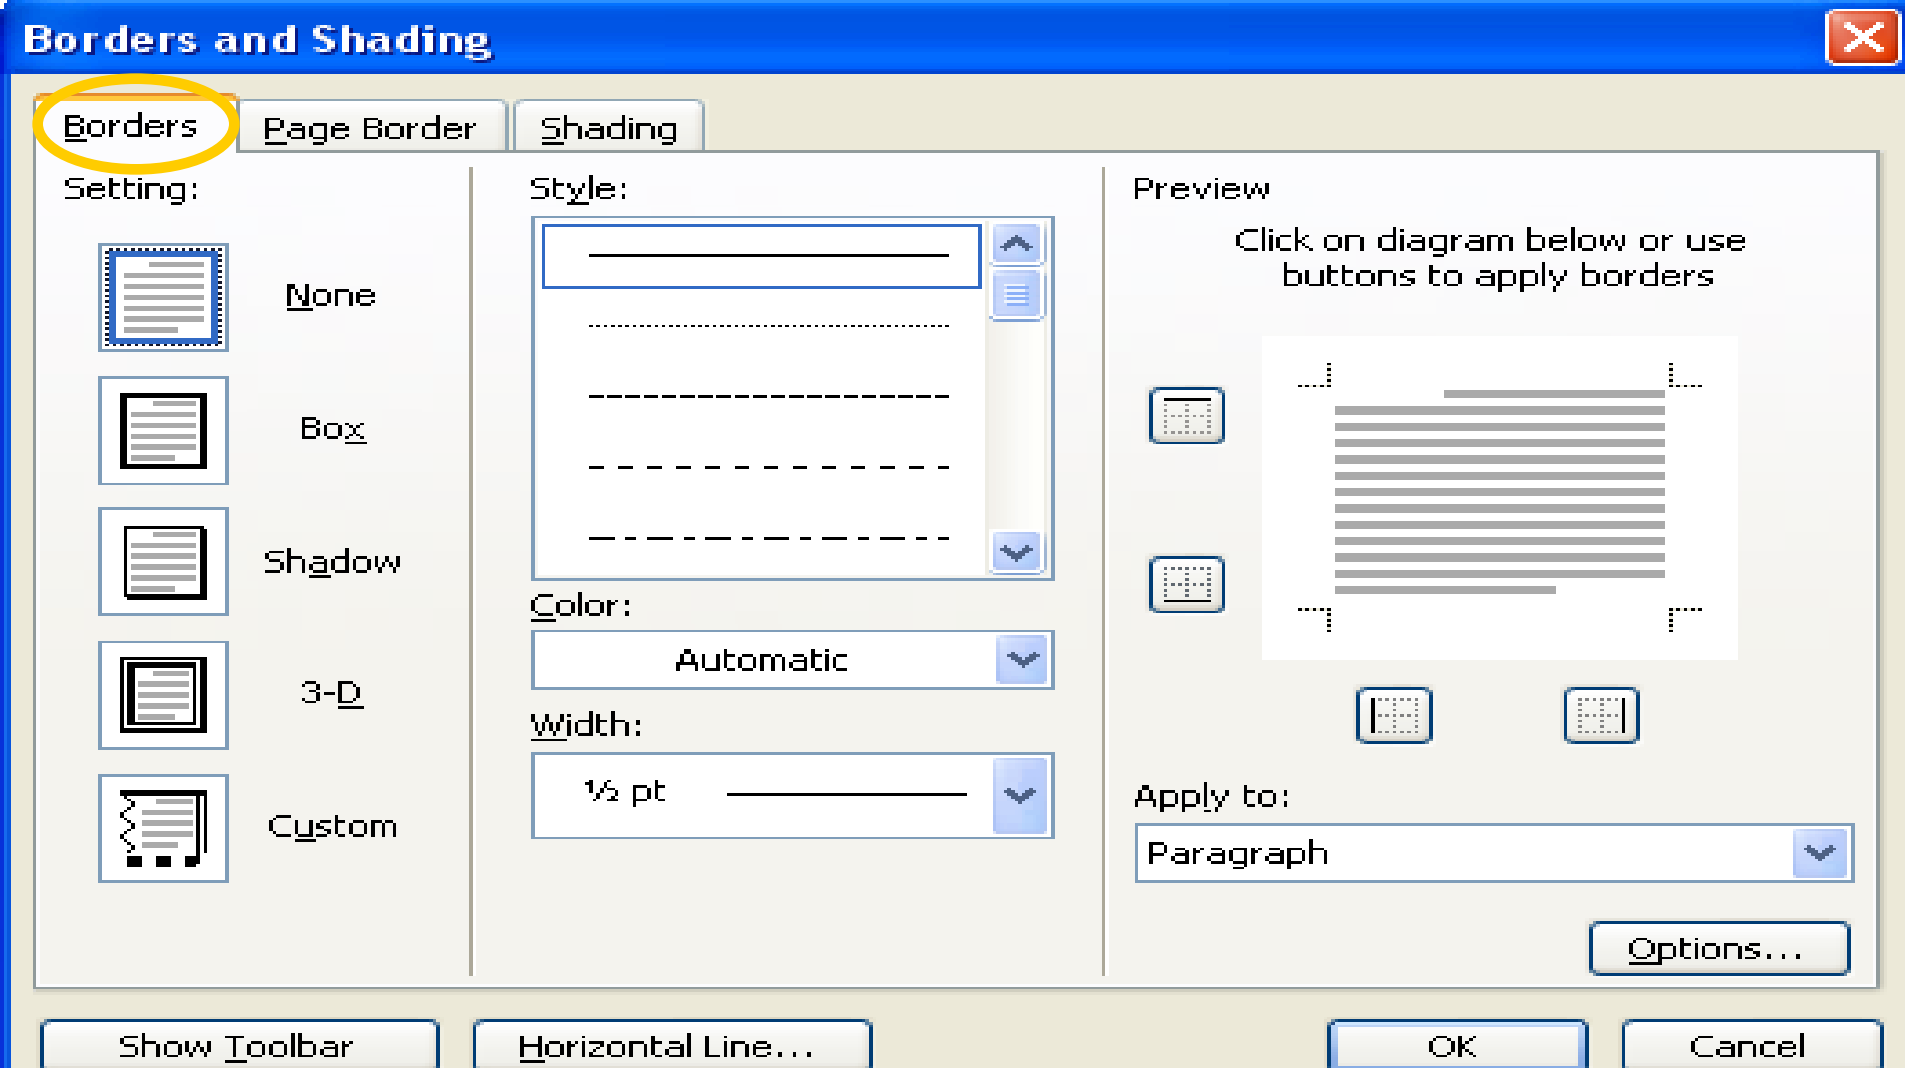 Borders and Shading
Borders
Page Border
Shading
Setting:
None
Box
Shadow
3-D
Custom
Style:
Color:
Automatic
Width:
½ pt
Preview
Click on diagram below or use
buttons to apply borders
Apply to:
Paragraph
Options...
Show Toolbar
Horizontal Line...
OK
Cancel